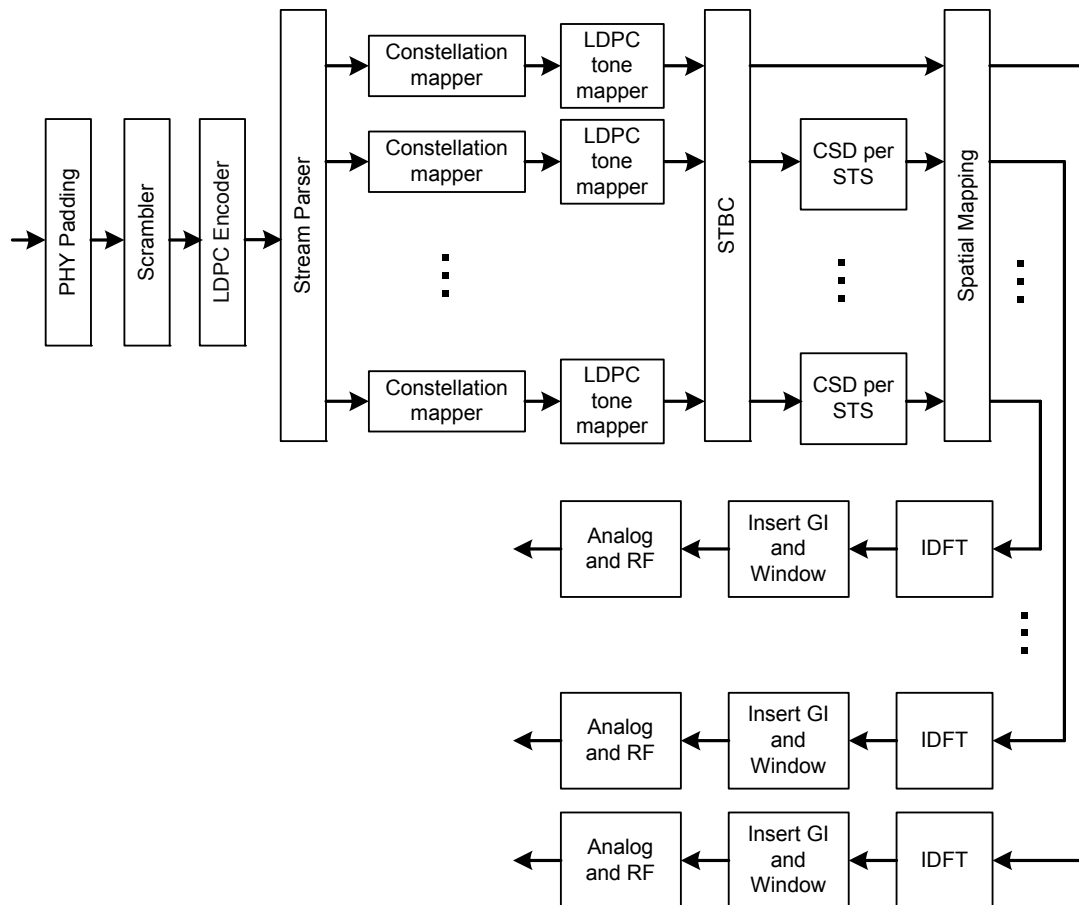 PHY Padding
Scrambler
LDPC Encoder
Stream Parser
Constellation
mapper
LDPC
tone
mapper
Constellation
mapper
LDPC
tone
mapper
Constellation
mapper
LDPC
tone
mapper
STBC
CSD per
STS
CSD per
STS
Spatial Mapping
Analog
and RF
Insert GI
and
Window
IDFT
Analog
and RF
Insert GI
and
Window
IDFT
Analog
and RF
Insert GI
and
Window
IDFT